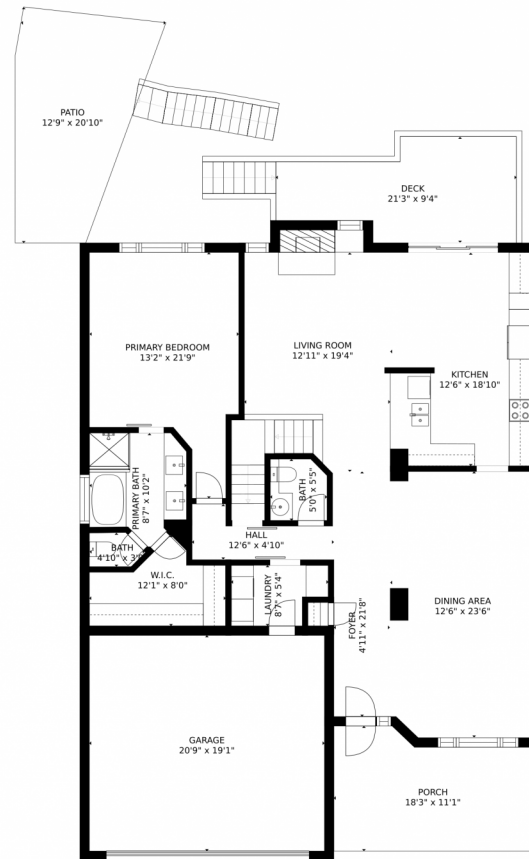 PATIO
12'9" x 20'10"
DECK
21'3" x 9'4"
PRIMARY BEDROOM
13'2" x 21'9"
LIVING ROOM
12'11" x 19'4"
KITCHEN
12'6" x 18'10"
PRIMARY BATH
8'7" x 10'2"
BATH
5'0" x 5'5"
BATH
4'10" x
HALL
12'6" x 4'10"
W.I.C.
12'1" x 8'0"
LAUNDRY
8'7" x 5'4"
FOYER
4'11" x 21'8"
DINING AREA
12'6" x 23'6"
GARAGE
20'9" x 19'1"
PORCH
18'3" x 11'1"